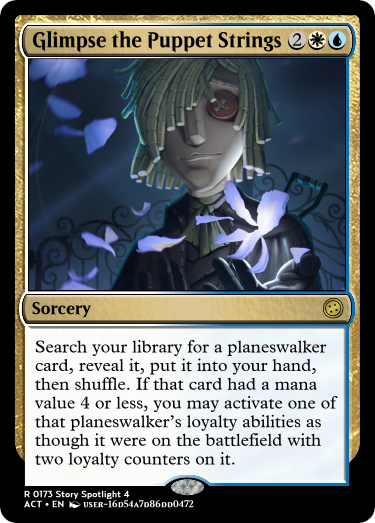 Glimpse the Puppet Strings 2
Sorcery
Search your library for a planeswalker
card, reveal it, put it into your hand,
then shuffle. If that card had a mana
value 4 or less, you may activate one of
that planeswalker's loyalty abilities as
though it were on the battlefield with
two loyalty counters on it.
R 0173 Story Spotlight 4
ACT • EN USER-16D54A7D86DD0472